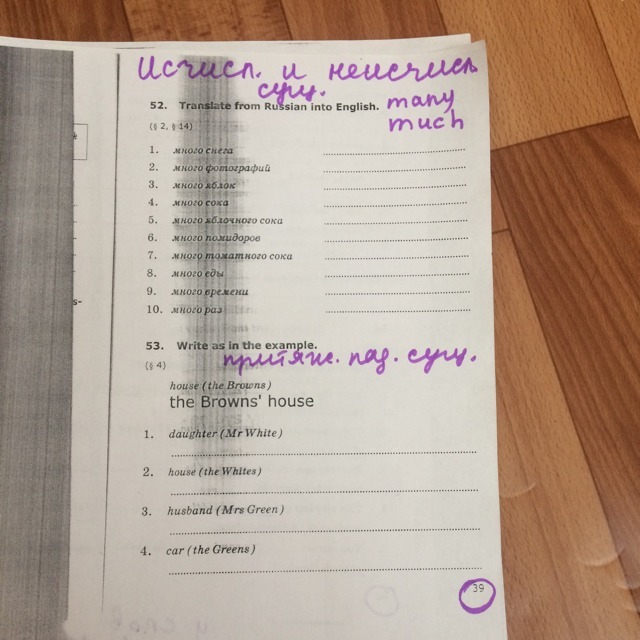 Исчисл. и неисчисл.
сущ.
52. Translate from Russian into English. many
(§ 2, § 14) much
1. много снега
2. много фотографий
3. много яблок
4. много сока
5. много яблочного сока
6. много помидоров
7. много томатного сока
8. много еды
9. много времени
10. много раз
53. Write as in the example.
(§ 4) притяж. пад. сущ.
house (the Browns)
the Browns' house
1. daughter (Mr White)
2. house (the Whites)
3. husband (Mrs Green)
4. car (the Greens)
39